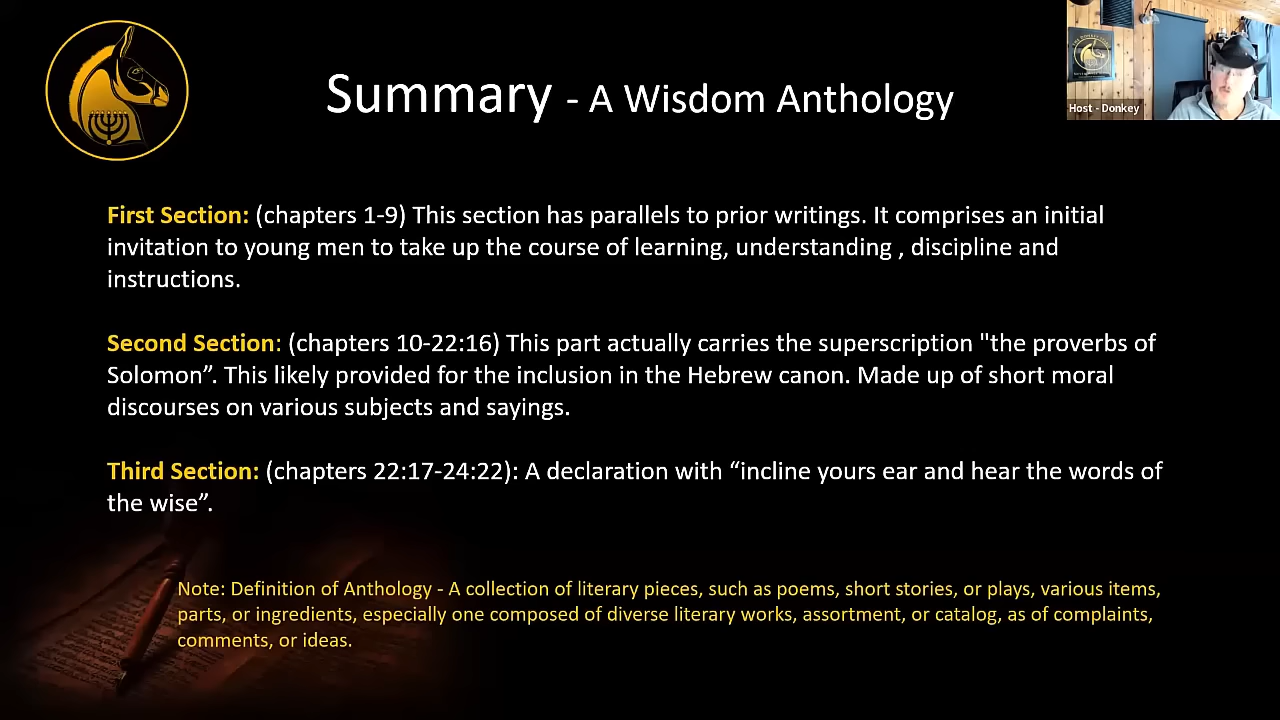 Summary - A Wisdom Anthology
Host - Donkey
First Section: (chapters 1-9) This section has parallels to prior writings. It comprises an initial
invitation to young men to take up the course of learning, understanding , discipline and
instructions.
Second Section: (chapters 10-22:16) This part actually carries the superscription "the proverbs of
Solomon”. This likely provided for the inclusion in the Hebrew canon. Made up of short moral
discourses on various subjects and sayings.
Third Section: (chapters 22:17-24:22): A declaration with “incline yours ear and hear the words of
the wise”.
Note: Definition of Anthology - A collection of literary pieces, such as poems, short stories, or plays, various items,
parts, or ingredients, especially one composed of diverse literary works, assortment, or catalog, as of complaints,
comments, or ideas.